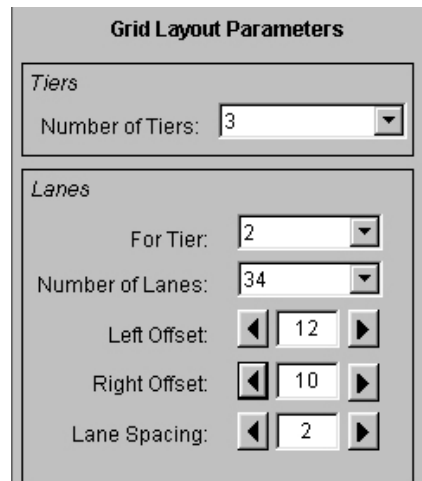 Grid Layout Parameters
Tiers
Number of Tiers: 3
Lanes
For Tier: 2
Number of Lanes: 34
Left Offset: 12
Right Offset: 10
Lane Spacing: 2